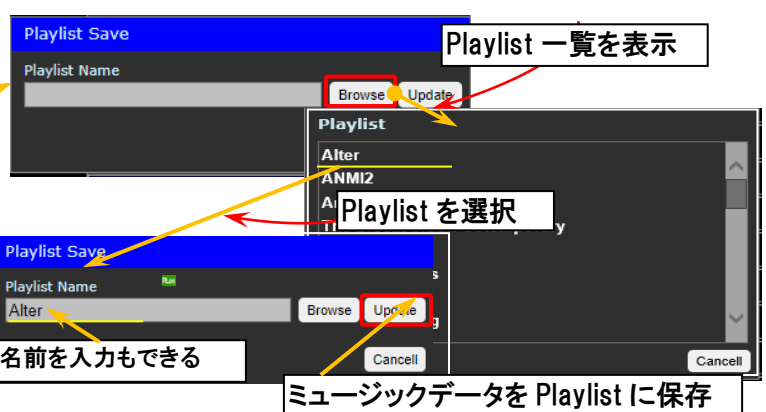 Playlist Save
Playlist 一覧を表示
Playlist Name
Browse
Update
Playlist
Alter
ANMI2
Playlist を選択
Playlist Save
Playlist Name
Alter
Browse
Update
名前を入力もできる
Cancell
Cancell
ミュージックデータを Playlist に保存